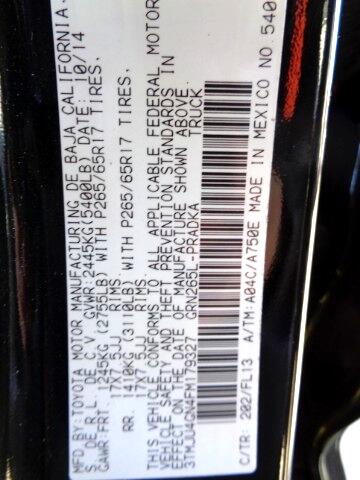 MFD.BY:TOYOTA MOTOR MANUFACTURING DE BAJA CALIFORNIA.
S. DE R.L. DE C.V. GVWR:2445KG(5400LB) DATE: 10/14
GAWR:FRT. 1245KG (2755LB) WITH P265/65R17 TIRES.
17X7.5JJ RIMS.
RR. 1410KG (3110LB) WITH P265/65R17 TIRES.
17X7.5 RIMS.
THIS VEHICLE CONFORMS TO ALL APPLICABLE FEDERAL MOTOR
VEHICLE SAFETY AND THEFT PREVENTION STANDARDS IN
EFFECT ON THE DATE OF MANUFACTURE SHOWN ABOVE.
3TMJU4GN4FM179327 GRN265L-PRADKA TRUCK
C/TR: 202/FL13 A/TM:A04C/A750E MADE IN MEXICO NO.540